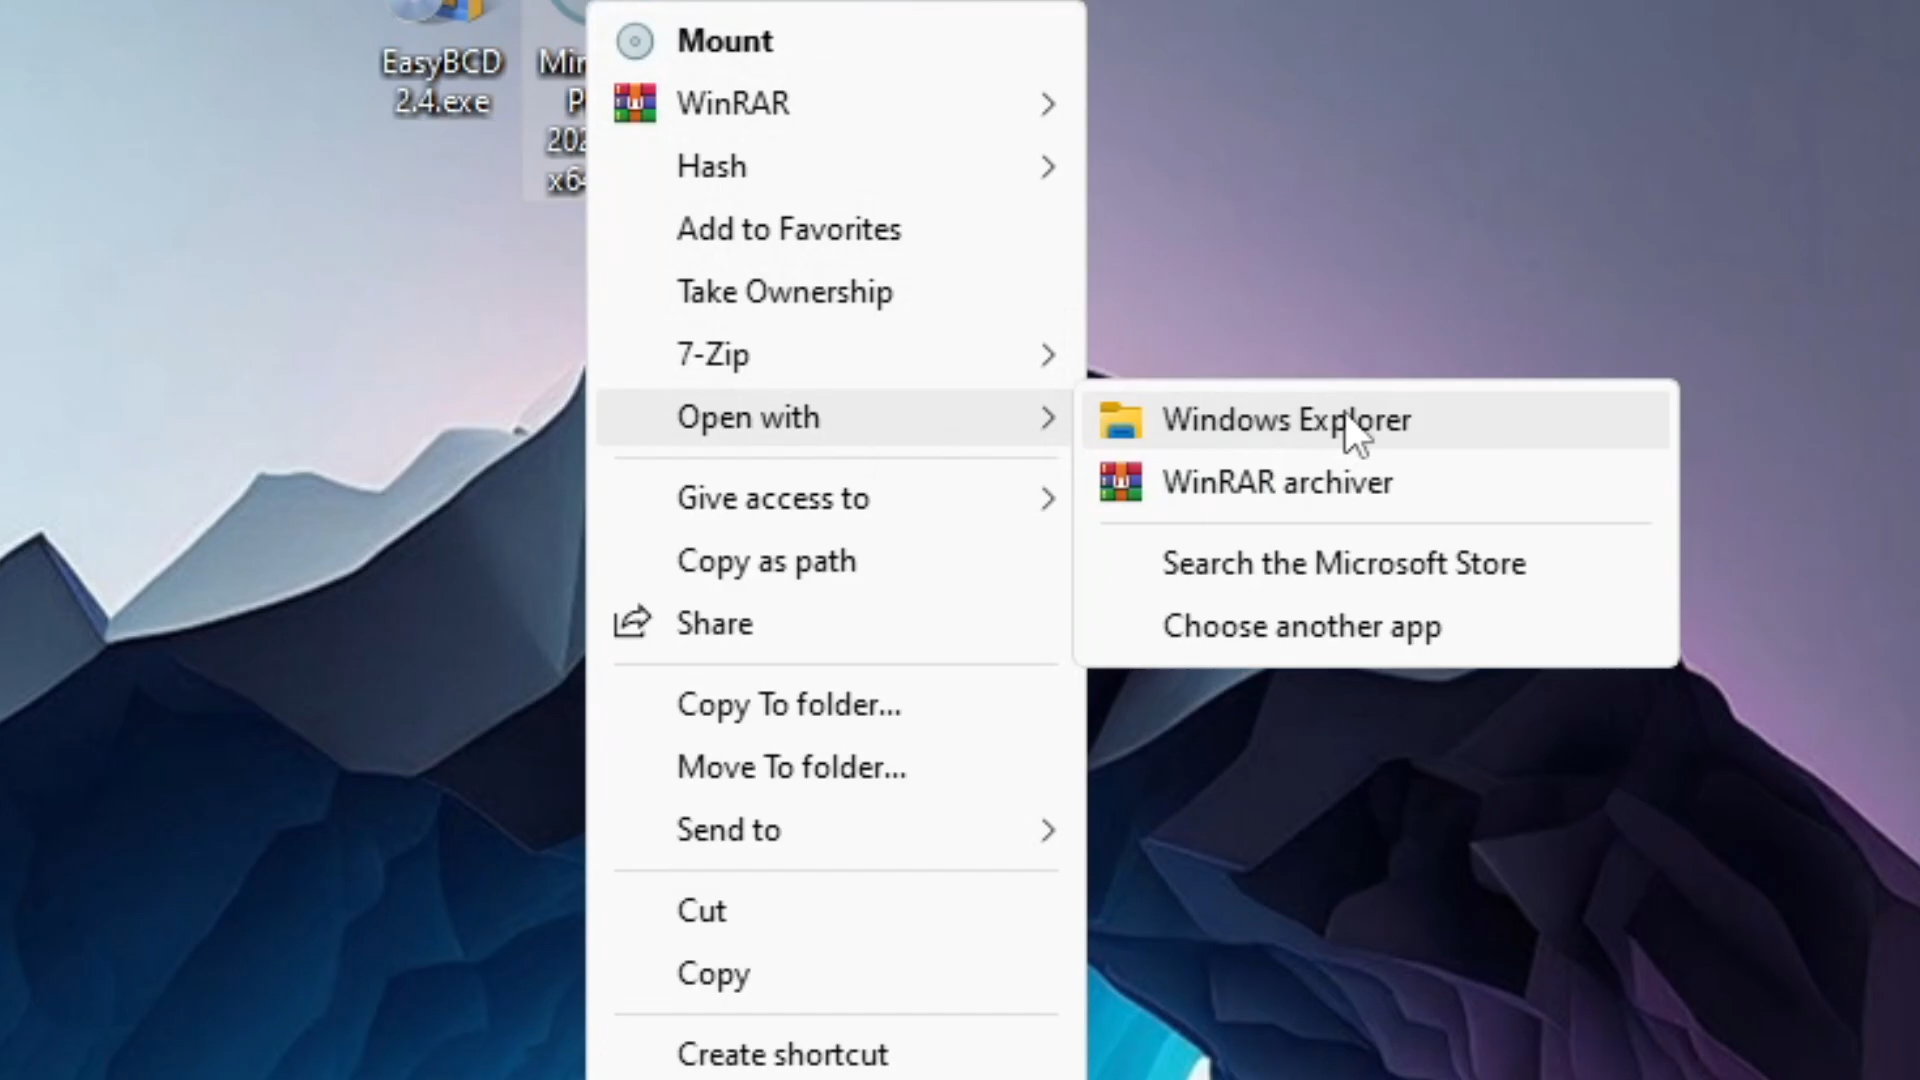 EasyBCD
2.4.exe
Mount
WinRAR
Hash
Add to Favorites
Take Ownership
7-Zip
Open with
Windows Explorer
WinRAR archiver
Search the Microsoft Store
Choose another app
Give access to
Copy as path
Share
Copy To folder...
Move To folder...
Send to
Cut
Copy
Create shortcut